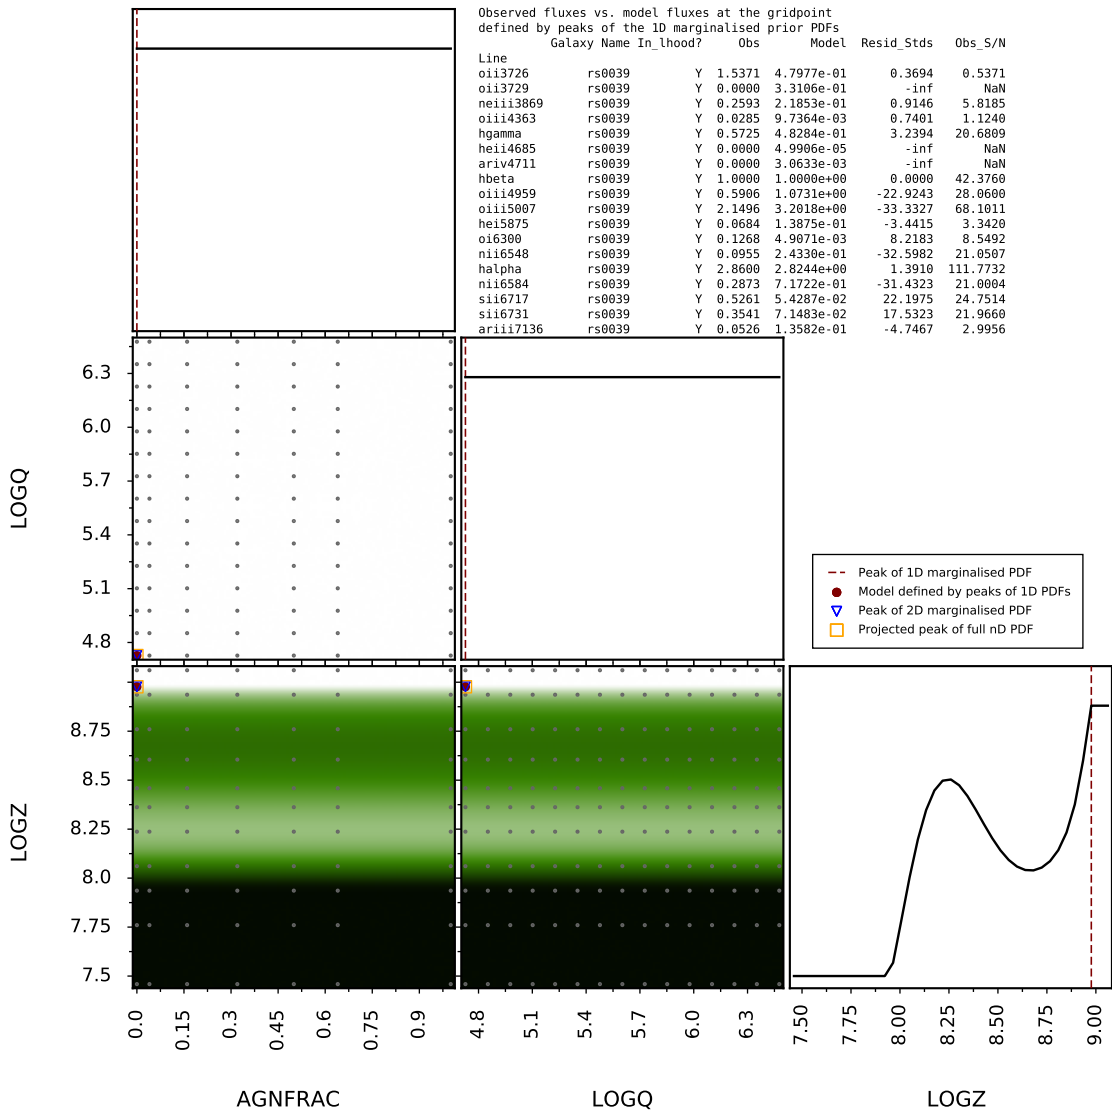 Observed fluxes vs. model fluxes at the gridpoint
defined by peaks of the 1D marginalised prior PDFs
Galaxy Name In_lhood? Obs Model Resid_Stds Obs_S/N
Line
oii3726 rs0039 Y 1.5371 4.7977e-01 0.3694 0.5371
oii3729 rs0039 Y 0.0000 3.3106e-01 -inf NaN
neiii3869 rs0039 Y 0.2593 2.1853e-01 0.9146 5.8185
oiii4363 rs0039 Y 0.0285 9.7364e-03 0.7401 1.1240
hgamma rs0039 Y 0.5725 4.8284e-01 3.2394 20.6809
heii4685 rs0039 Y 0.0000 4.9906e-05 -inf NaN
ariv4711 rs0039 Y 0.0000 3.0633e-03 -inf NaN
hbeta rs0039 Y 1.0000 1.0000e+00 0.0000 42.3760
oiii4959 rs0039 Y 0.5906 1.0731e+00 -22.9243 28.0600
oiii5007 rs0039 Y 2.1496 3.2018e+00 -33.3327 68.1011
hei5875 rs0039 Y 0.0684 1.3875e-01 -3.4415 3.3420
oi6300 rs0039 Y 0.1268 4.9071e-03 8.2183 8.5492
nii6548 rs0039 Y 0.0955 2.4330e-01 -32.5982 21.0507
halpha rs0039 Y 2.8600 2.8244e+00 1.3910 111.7732
nii6584 rs0039 Y 0.2873 7.1722e-01 -31.4323 21.0004
sii6717 rs0039 Y 0.5261 5.4287e-02 22.1975 24.7514
sii6731 rs0039 Y 0.3541 7.1483e-02 17.5323 21.9660
ariii7136 rs0039 Y 0.0526 1.3582e-01 -4.7467 2.9956
LOGQ
6.3
6.0
5.7
5.4
5.1
4.8
Peak of 1D marginalised PDF
Model defined by peaks of 1D PDFs
Peak of 2D marginalised PDF
Projected peak of full nD PDF
LOGZ
8.75
8.5
8.25
8.0
7.75
7.5
0.0 0.15 0.3 0.45 0.6 0.75 0.9
4.8 5.1 5.4 5.7 6.0 6.3
7.50 7.75 8.00 8.25 8.50 8.75 9.00
AGNFRAC LOGQ LOGZ